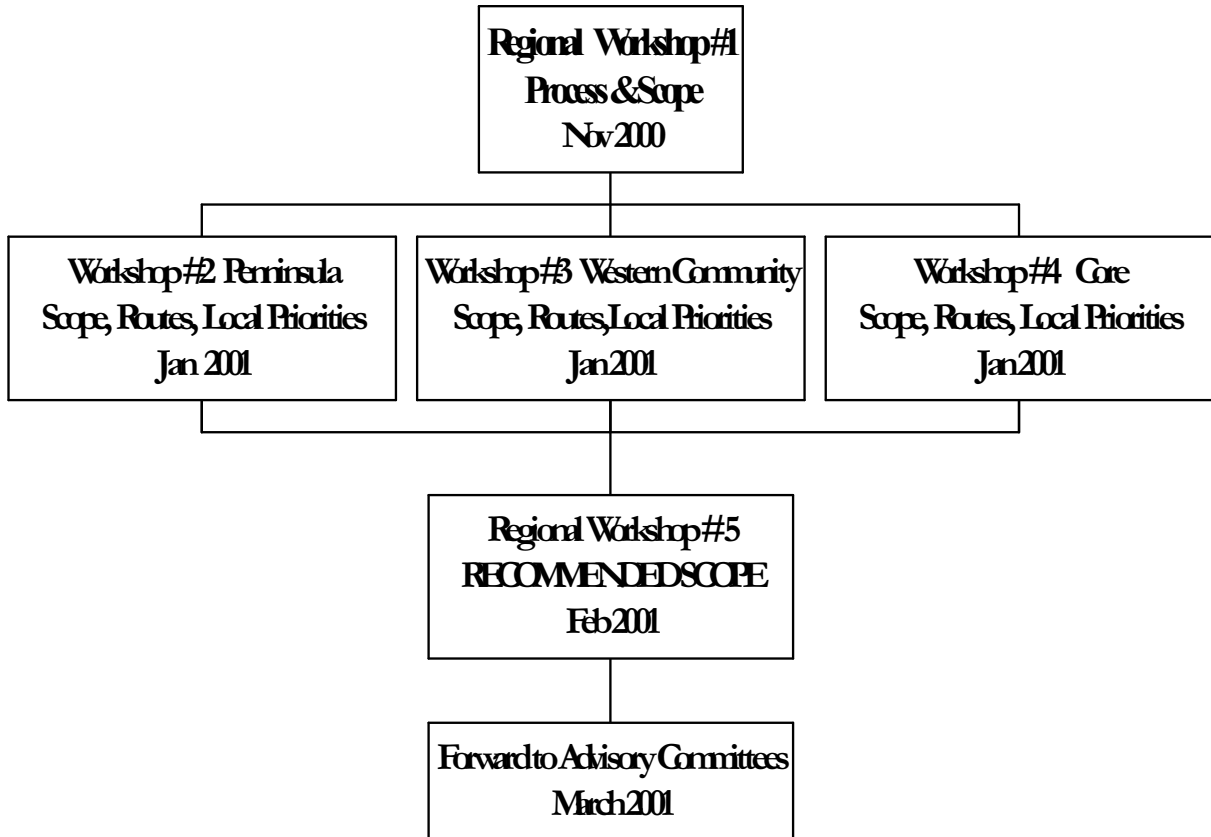 Regional Workshop #1
Process & Scope
Nov 2000
Workshop #2 Penninsula
Scope, Routes, Local Priorities
Jan 2001
Workshop #3 Western Community
Scope, Routes, Local Priorities
Jan 2001
Workshop #4 Core
Scope, Routes, Local Priorities
Jan 2001
Regional Workshop #5
RECOMMENDED SCOPE
Feb 2001
Forward to Advisory Committees
March 2001